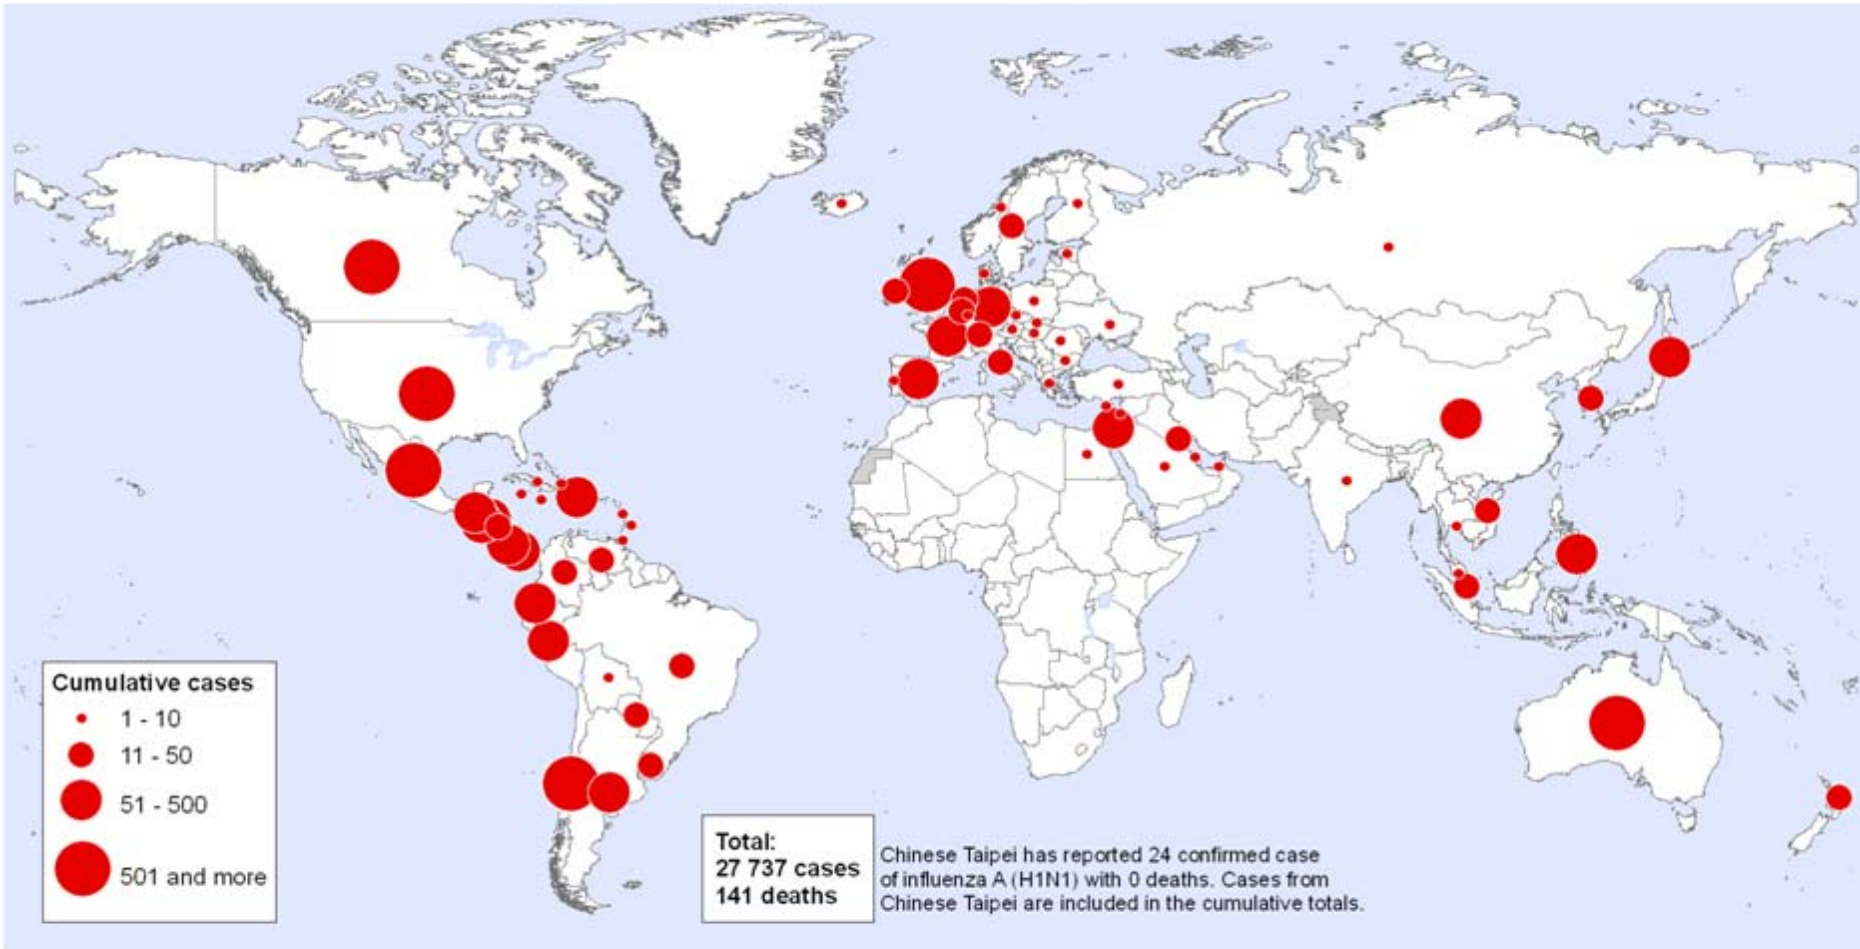 Cumulative cases
1 - 10
11 - 50
51 - 500
501 and more
Total:
27 737 cases
141 deaths
Chinese Taipei has reported 24 confirmed case
of influenza A (H1N1) with 0 deaths. Cases from
Chinese Taipei are included in the cumulative totals.